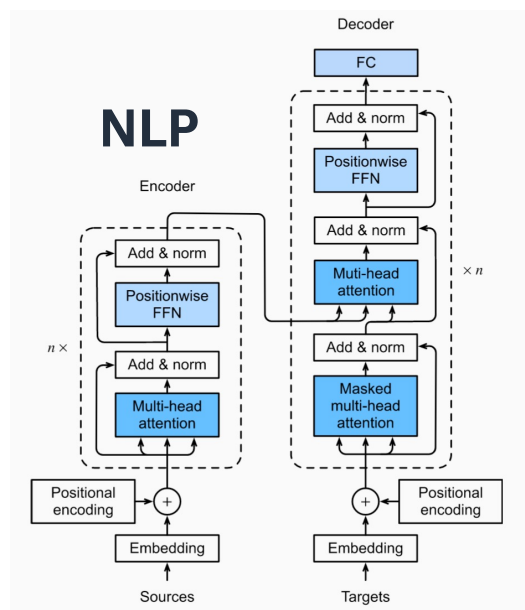 Decoder
FC
Add & norm
NLP
Positionwise
FFN
Encoder
Add & norm
Add & norm
Muti-head
attention
× n
Positionwise
FFN
n ×
Add & norm
Add & norm
Multi-head
attention
Masked
multi-head
attention
Positional
encoding
+
+
Positional
encoding
Embedding
Embedding
Sources
Targets